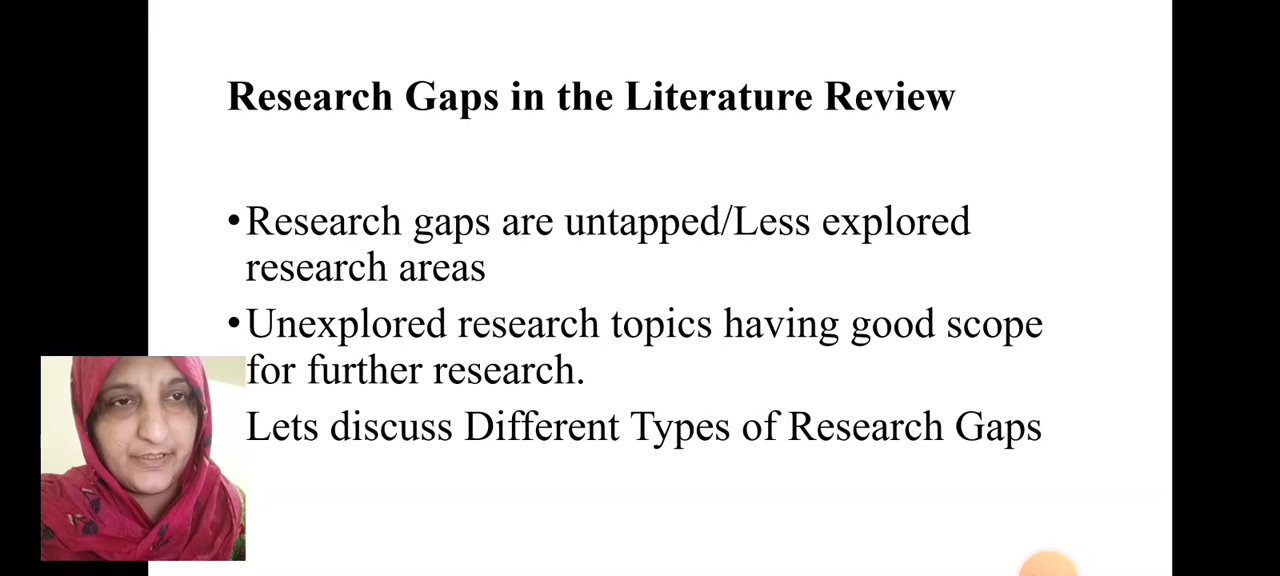 Research Gaps in the Literature Review
•Research gaps are untapped/Less explored
research areas
•Unexplored research topics having good scope
for further research.
Lets discuss Different Types of Research Gaps